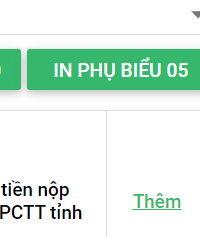 IN PHỤ BIỂU 05
tiền nộp
PCTT tỉnh
Thêm